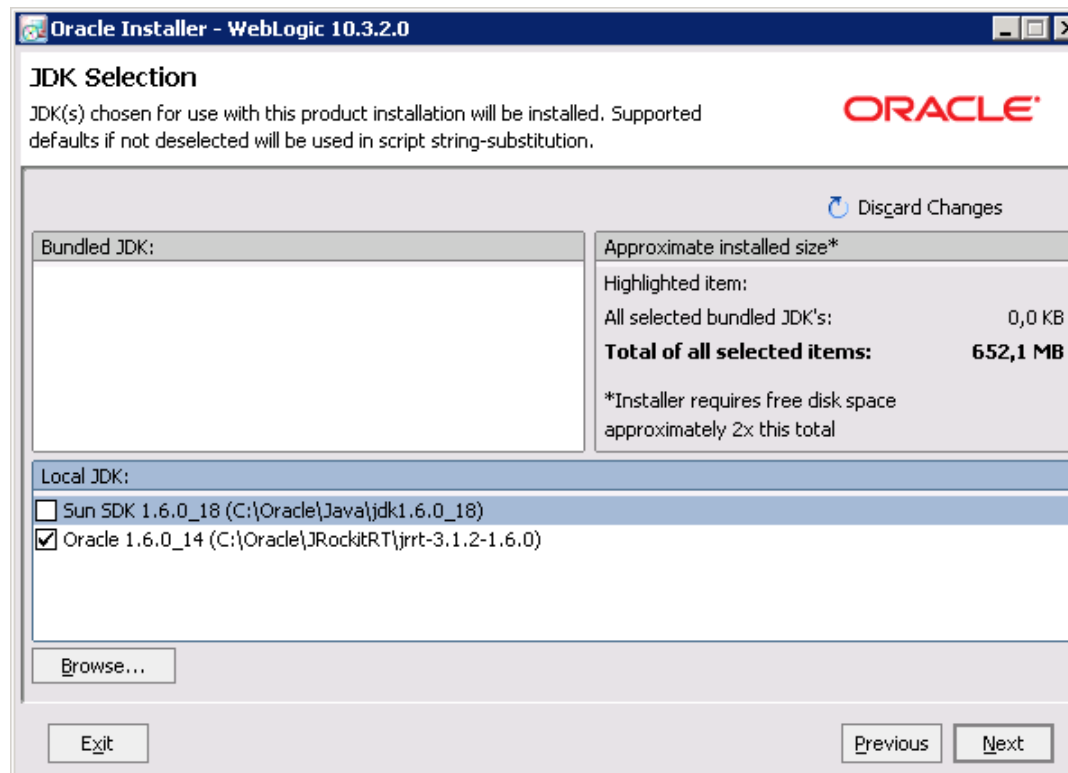 Oracle Installer - WebLogic 10.3.2.0
JDK Selection
JDK(s) chosen for use with this product installation will be installed. Supported
defaults if not deselected will be used in script string-substitution.
ORACLE
Discard Changes
Bundled JDK:
Approximate installed size*
Highlighted item:
All selected bundled JDK's: 0,0 KB
Total of all selected items: 652,1 MB
*Installer requires free disk space
approximately 2x this total
Local JDK:
Sun SDK 1.6.0_18 (C:\Oracle\Java\jdk1.6.0_18)
Oracle 1.6.0_14 (C:\Oracle\JRockitRT\jrrt-3.1.2-1.6.0)
Browse...
Exit
Previous
Next